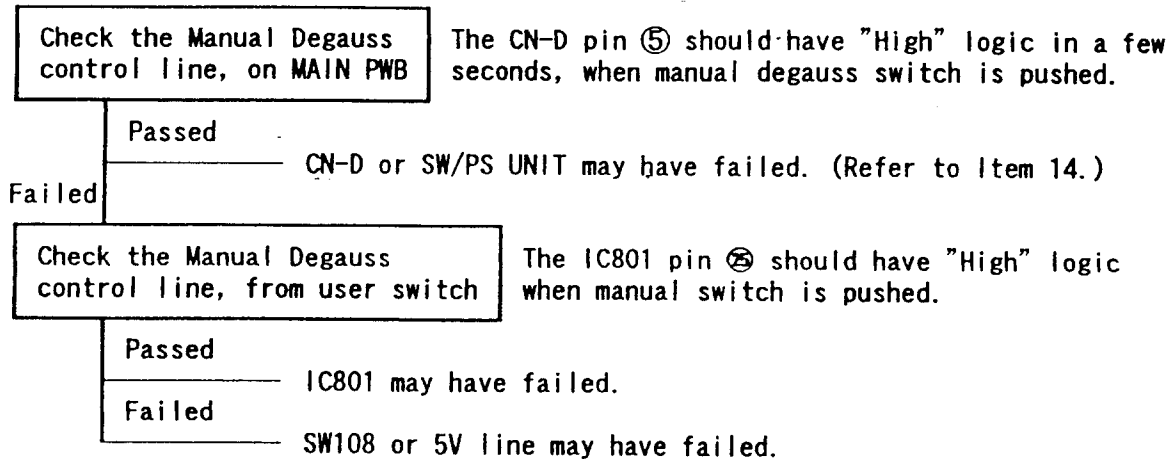 Check the Manual Degauss
control line, on MAIN PWB
The CN-D pin ⑤ should have "High" logic in a few
seconds, when manual degauss switch is pushed.
Passed
CN-D or SW/PS UNIT may have failed. (Refer to Item 14.)
Failed
Check the Manual Degauss
control line, from user switch
The IC801 pin ㉕ should have "High" logic
when manual switch is pushed.
Passed
IC801 may have failed.
Failed
SW108 or 5V line may have failed.